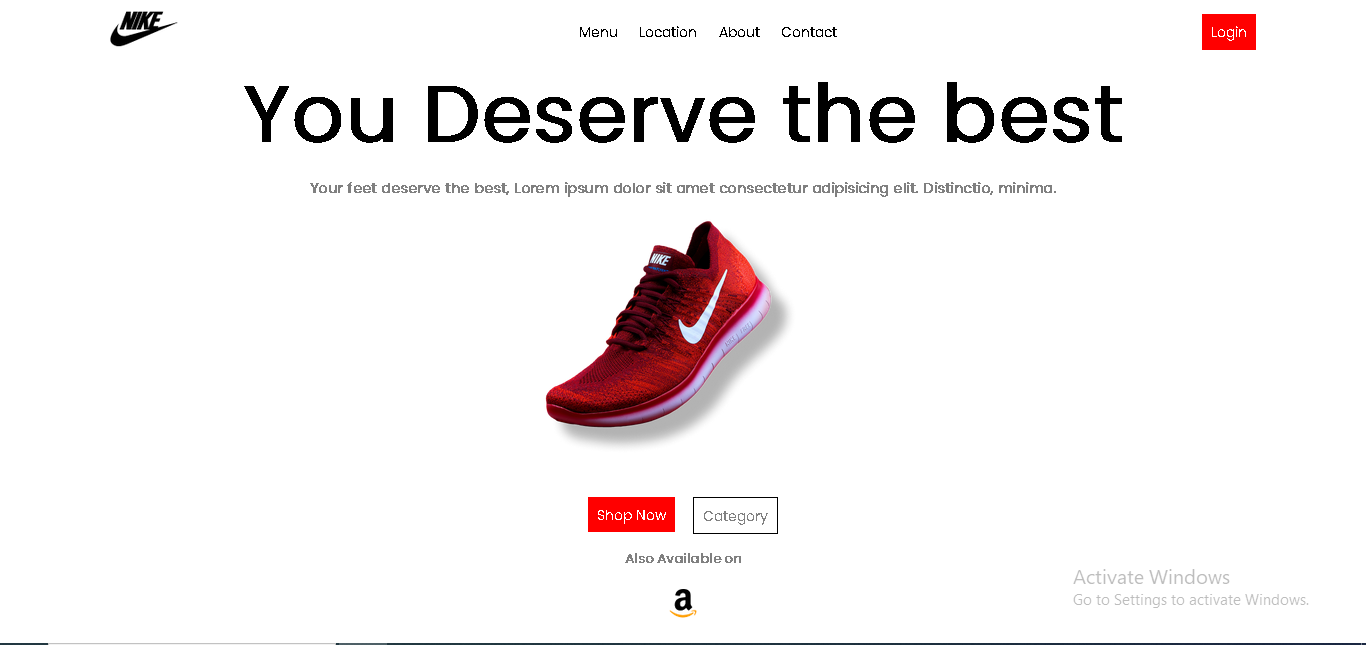 NIKE
Menu Location About Contact
Login
You Deserve the best
Your feet deserve the best, Lorem ipsum dolor sit amet consectetur adipisicing elit. Distinctio, minima.
NIKE
Shop Now
Category
Also Available on
a
Activate Windows
Go to Settings to activate Windows.